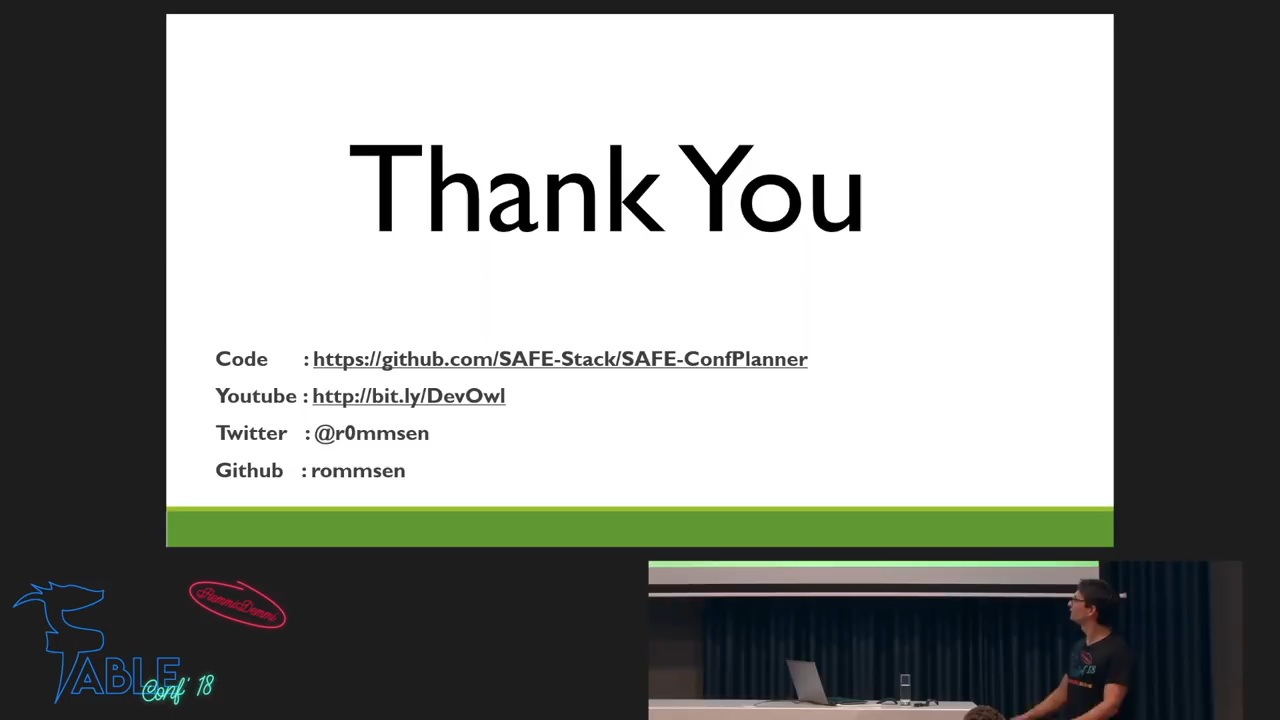 Thank You
Code : https://github.com/SAFE-Stack/SAFE-ConfPlanner
Youtube : http://bit.ly/DevOwl
Twitter : @r0mmsen
Github : rommsen
FABLE
Conf' 18